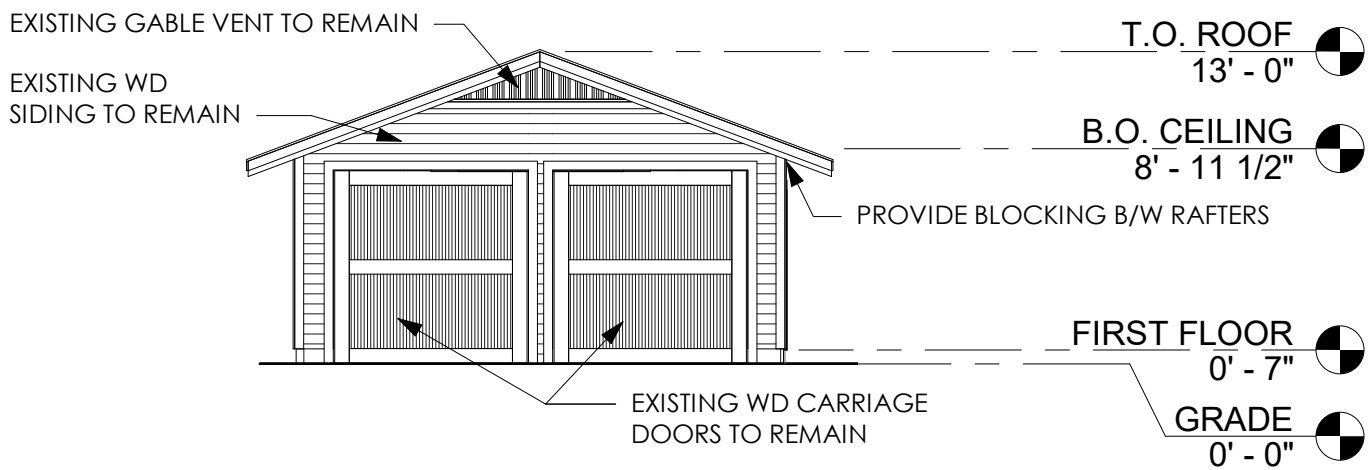 EXISTING GABLE VENT TO REMAIN
EXISTING WD
SIDING TO REMAIN
T.O. ROOF
13' - 0"
B.O. CEILING
8' - 11 1/2"
PROVIDE BLOCKING B/W RAFTERS
FIRST FLOOR
0' - 7"
EXISTING WD CARRIAGE
DOORS TO REMAIN
GRADE
0' - 0"